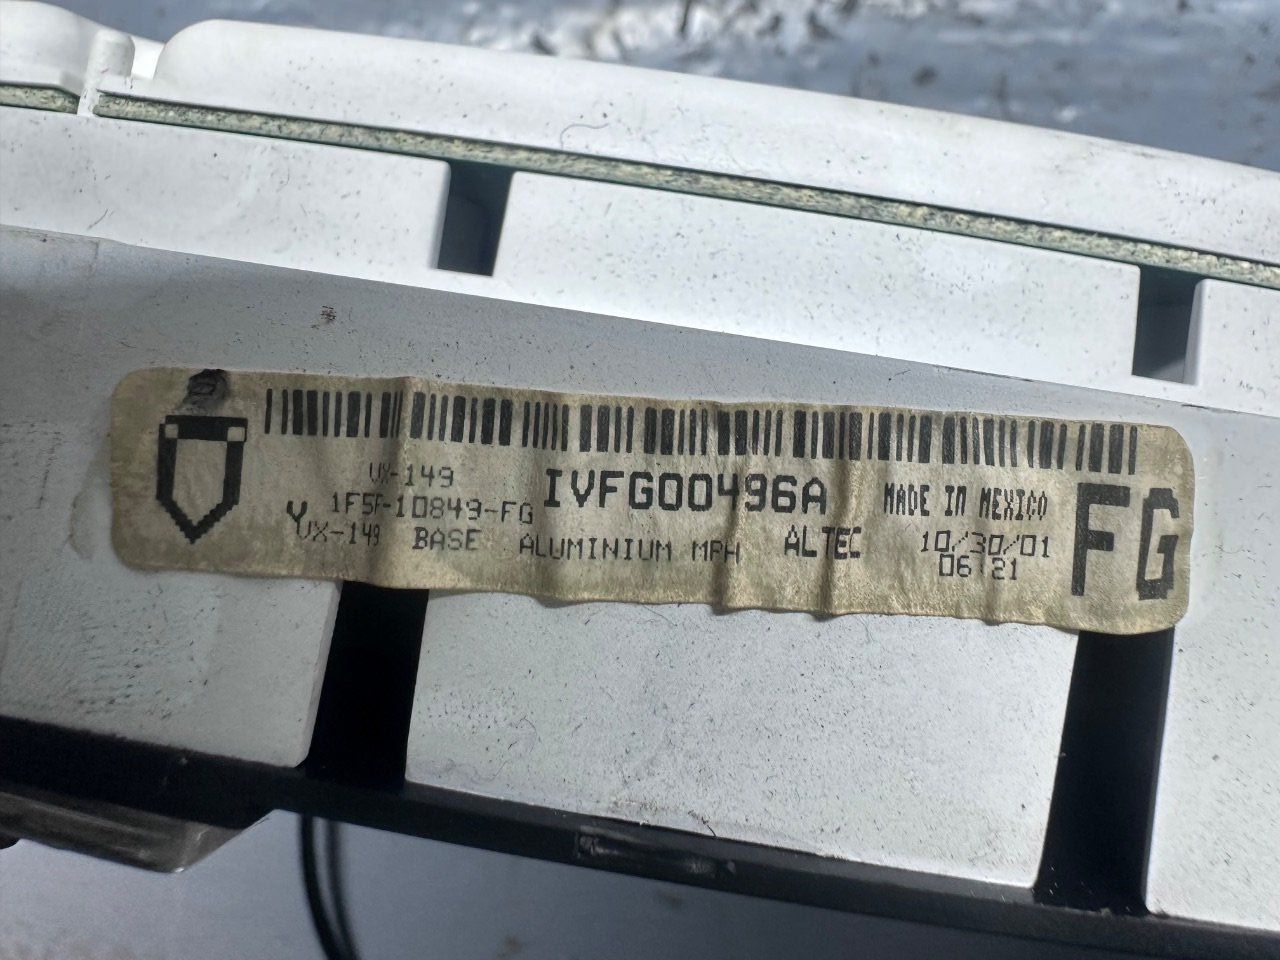 VX-149
IVFG00496A
MADE IN MEXICO
FG
1F5F-10849-FG
Y
VX-149
BASE ALUMINIUM MPH
ALTEC
10/30/01
06:21